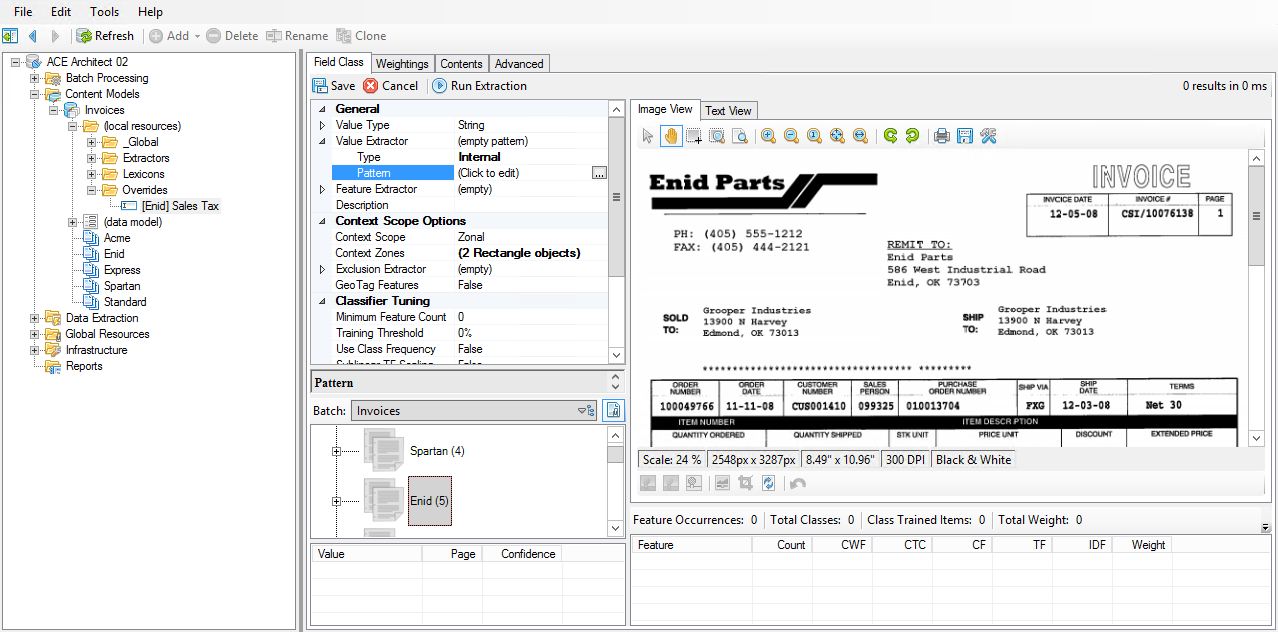 File Edit Tools Help
Refresh Add Delete Rename Clone
ACE Architect 02
Batch Processing
Content Models
Invoices
(local resources)
_Global
Extractors
Lexicons
Overrides
[Enid] Sales Tax
(data model)
Acme
Enid
Express
Spartan
Standard
Data Extraction
Global Resources
Infrastructure
Reports
Field Class Weightings Contents Advanced
Save Cancel Run Extraction 0 results in 0 ms
General
Value Type String
Value Extractor (empty pattern)
Type Internal
Pattern (Click to edit) ...
Feature Extractor (empty)
Description
Context Scope Options
Context Scope Zonal
Context Zones (2 Rectangle objects)
Exclusion Extractor (empty)
GeoTag Features False
Classifier Tuning
Minimum Feature Count 0
Training Threshold 0%
Use Class Frequency False
Pattern
Batch: Invoices
Spartan (4)
Enid (5)
Value Page Confidence
Image View Text View
Enid Parts
INVOICE
INVOICE DATE INVOICE # PAGE
12-05-08 CSI/10076138 1
PH: (405) 555-1212
FAX: (405) 444-2121
REMIT TO:
Enid Parts
586 West Industrial Road
Enid, OK 73703
SOLD TO:
Grooper Industries
13900 N Harvey
Edmond, OK 73013
SHIP TO:
Grooper Industries
13900 N Harvey
Edmond, OK 73013
ORDER NUMBER ORDER DATE CUSTOMER NUMBER SALES PERSON PURCHASE ORDER NUMBER SHIP VIA SHIP DATE TERMS
100049766 11-11-08 CUS001410 099325 010013704 FXG 12-03-08 Net 30
ITEM NUMBER ITEM DESCRIPTION
QUANTITY ORDERED QUANTITY SHIPPED STK UNIT PRICE UNIT DISCOUNT EXTENDED PRICE
Scale: 24 % 2548px x 3287px 8.49" x 10.96" 300 DPI Black & White
Feature Occurrences: 0 Total Classes: 0 Class Trained Items: 0 Total Weight: 0
Feature Count CWF CTC CF TF IDF Weight